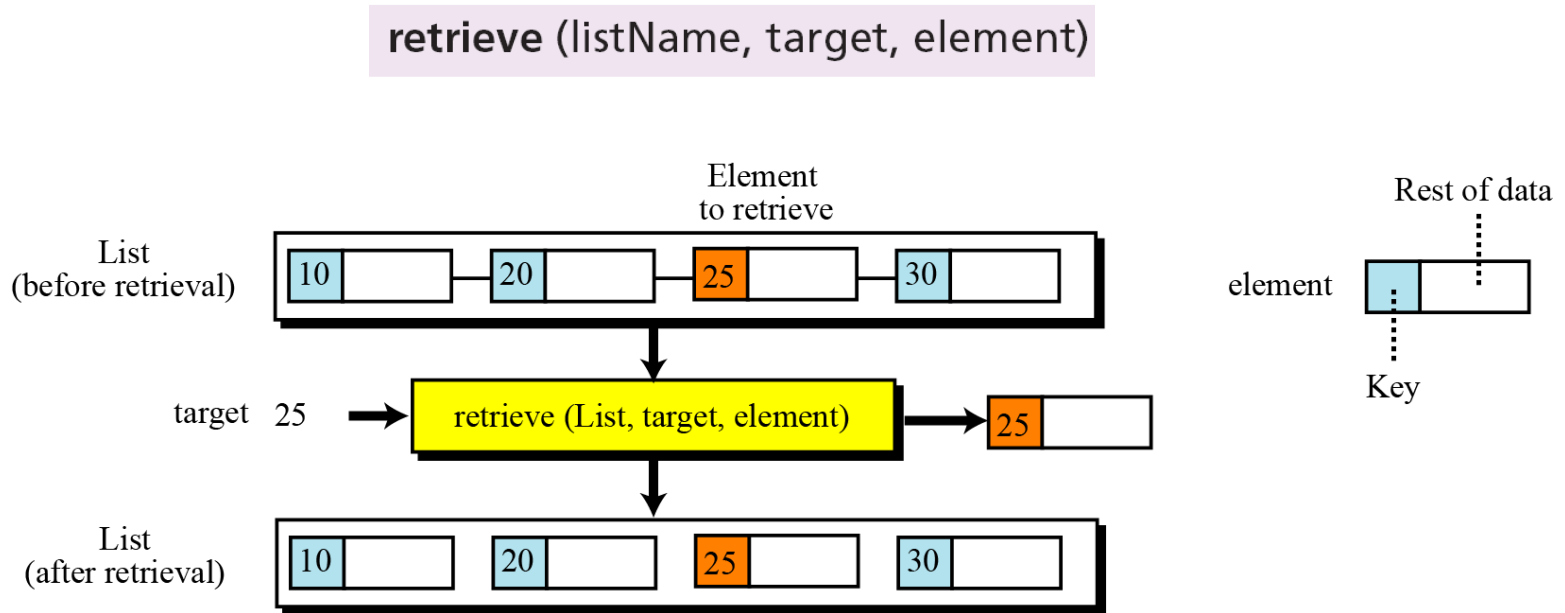 retrieve (listName, target, element)
Element
to retrieve
List
(before retrieval)
10
20
25
30
Rest of data
element
Key
target 25
retrieve (List, target, element)
25
List
(after retrieval)
10
20
25
30